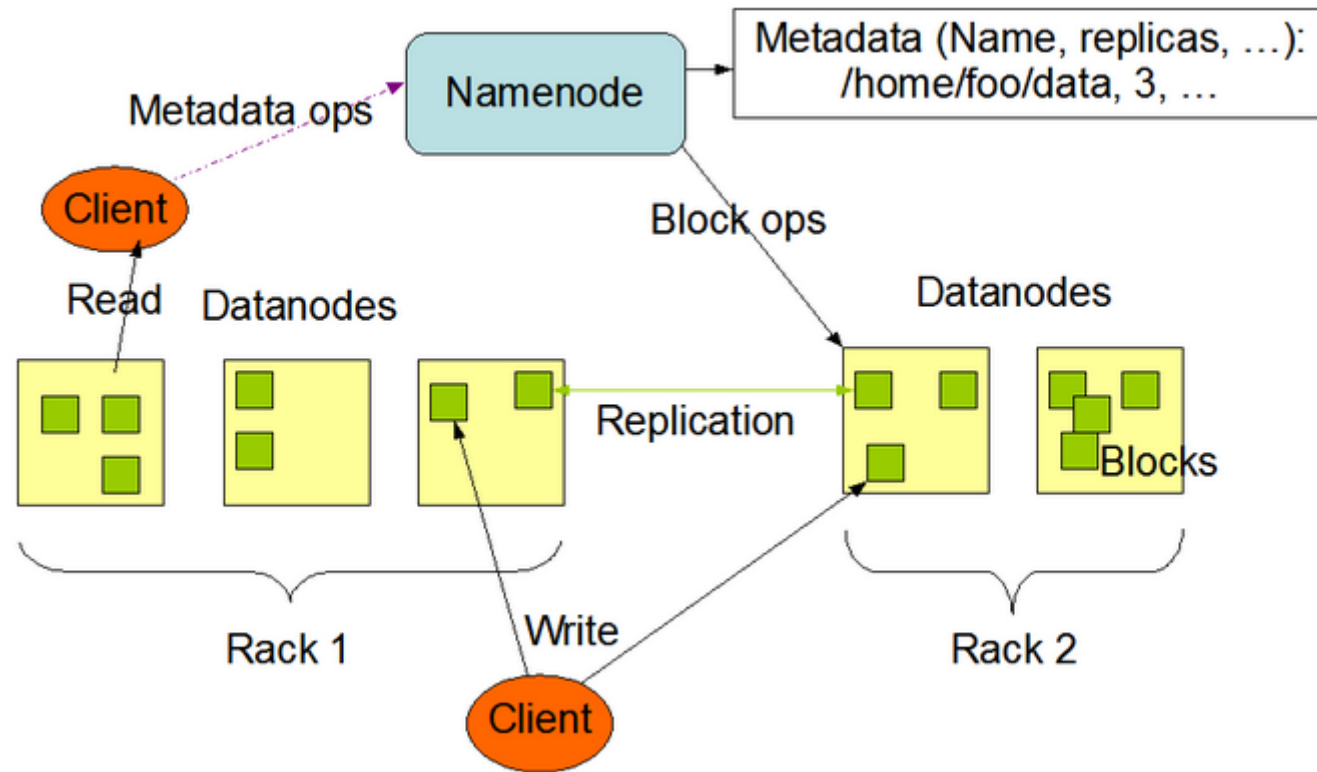 Metadata (Name, replicas, …):
/home/foo/data, 3, …
Namenode
Metadata ops
Client
Block ops
Read
Datanodes
Datanodes
Replication
Blocks
Rack 1
Write
Rack 2
Client